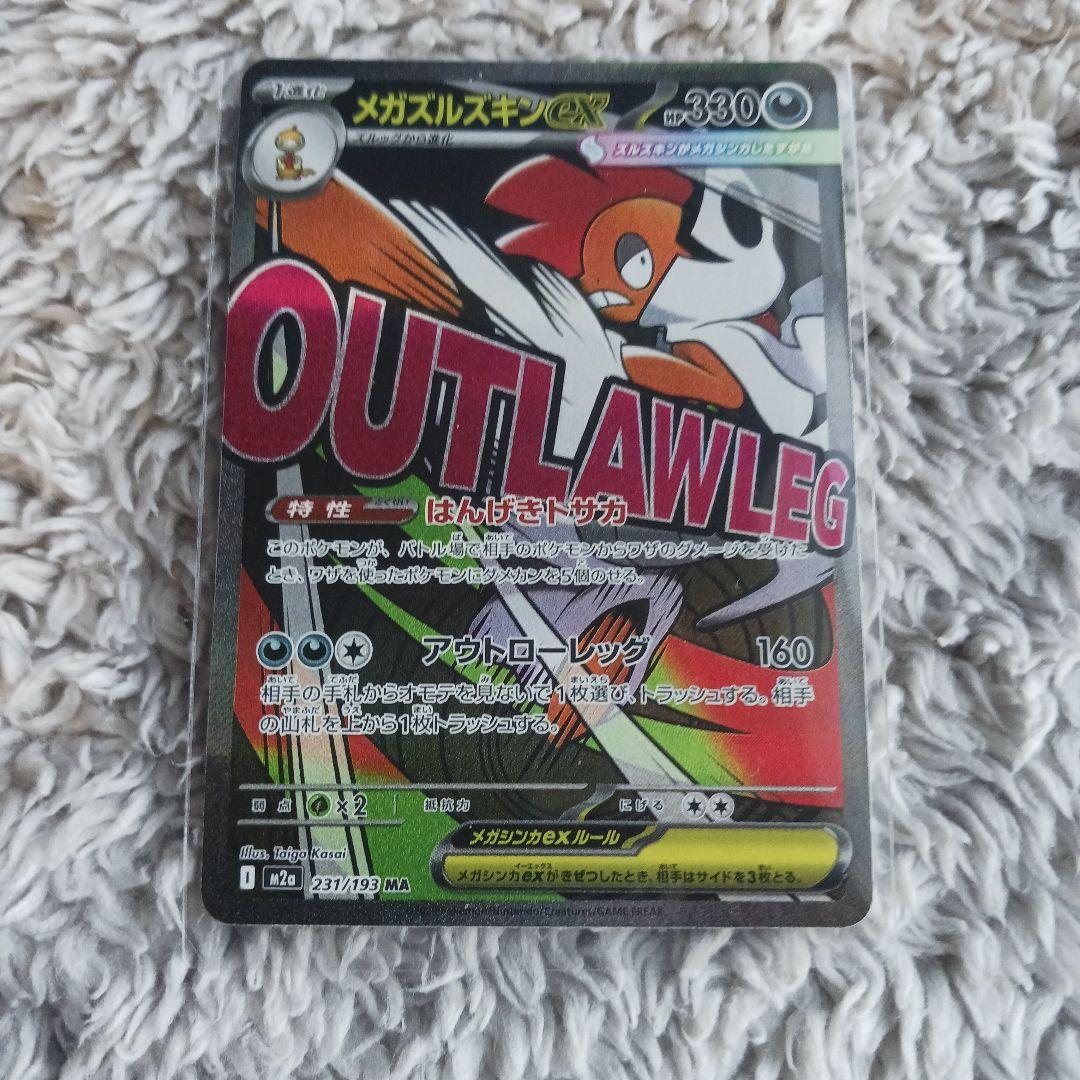 1進化
メガズルズキンex HP330
ズルッグから進化
ズルズキンがメガシンカしたすがた
OUTLAW LEG
特性 はんげきトサカ
このポケモンが、バトル場で相手のポケモンからワザのダメージを受けた
とき、ワザを使ったポケモンにダメカンを5個のせる。
アウトローレッグ 160
相手の手札からオモテを見ないで1枚選び、トラッシュする。相手
の山札を上から1枚トラッシュする。
弱点 ×2 抵抗力 にげる
メガシンカexルール
メガシンカexがきぜつしたとき、相手はサイドを3枚とる。
Illus. Taiga Kasai
I m2a 231/193 MA
Pokémon/Nintendo/Creatures/GAME FREAK